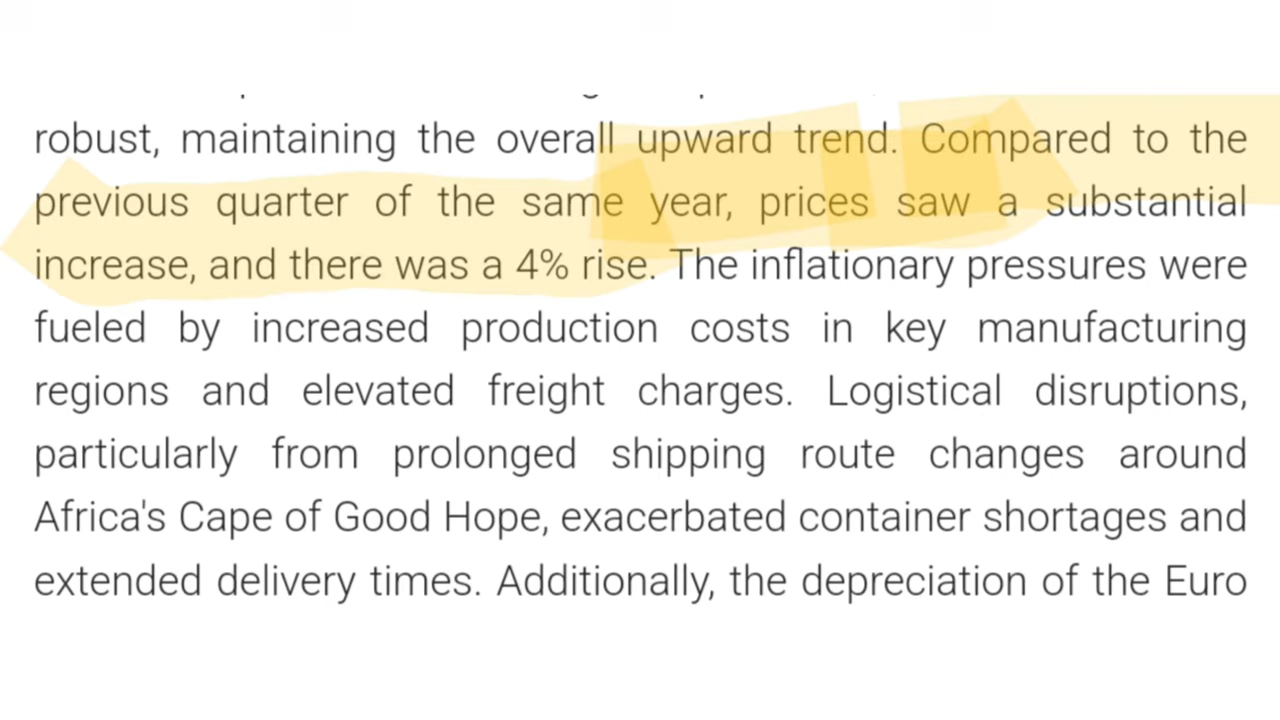 robust, maintaining the overall upward trend. Compared to the
previous quarter of the same year, prices saw a substantial
increase, and there was a 4% rise. The inflationary pressures were
fueled by increased production costs in key manufacturing
regions and elevated freight charges. Logistical disruptions,
particularly from prolonged shipping route changes around
Africa's Cape of Good Hope, exacerbated container shortages and
extended delivery times. Additionally, the depreciation of the Euro